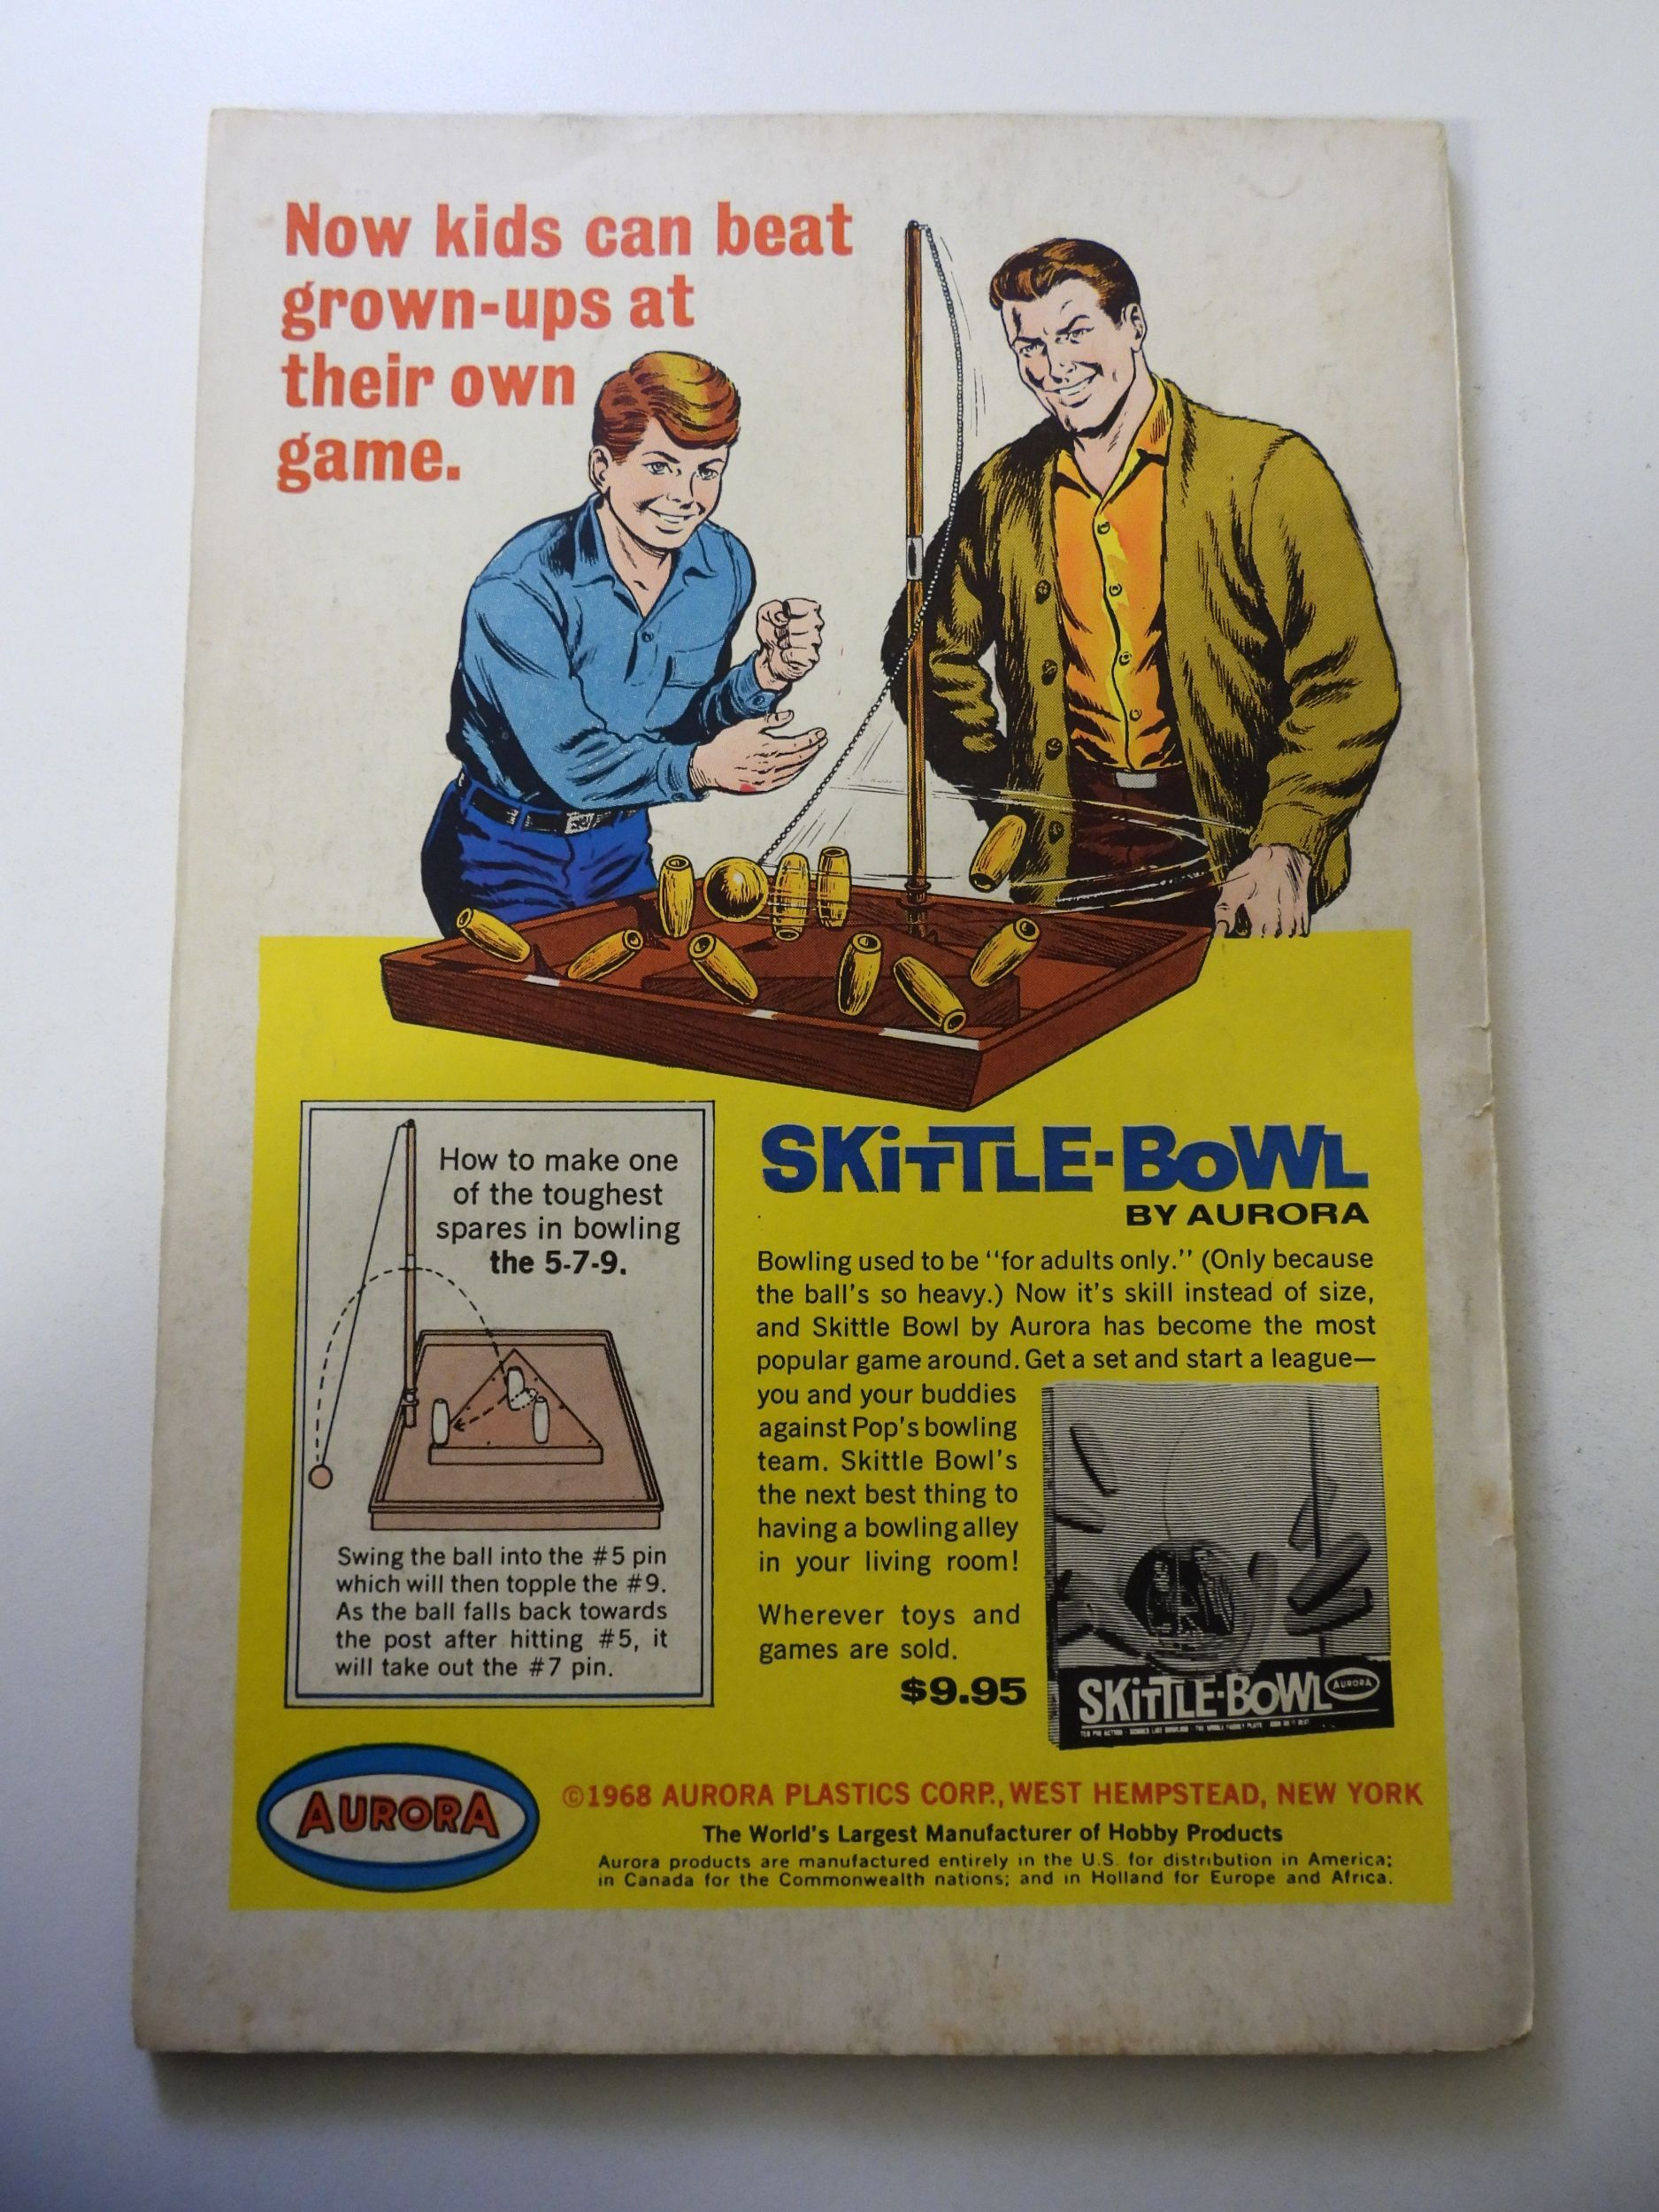 Now kids can beat
grown-ups at
their own
game.
How to make one
of the toughest
spares in bowling
the 5-7-9.
Swing the ball into the #5 pin
which will then topple the #9.
As the ball falls back towards
the post after hitting #5, it
will take out the #7 pin.
SKiTTLE-BoWL
BY AURORA
Bowling used to be "for adults only." (Only because
the ball's so heavy.) Now it's skill instead of size,
and Skittle Bowl by Aurora has become the most
popular game around. Get a set and start a league—
you and your buddies
against Pop's bowling
team. Skittle Bowl's
the next best thing to
having a bowling alley
in your living room!
Wherever toys and
games are sold.
$9.95
SKiTTLE-BoWL
AURORA
AURORA
©1968 AURORA PLASTICS CORP., WEST HEMPSTEAD, NEW YORK
The World's Largest Manufacturer of Hobby Products
Aurora products are manufactured entirely in the U.S. for distribution in America;
in Canada for the Commonwealth nations; and in Holland for Europe and Africa.